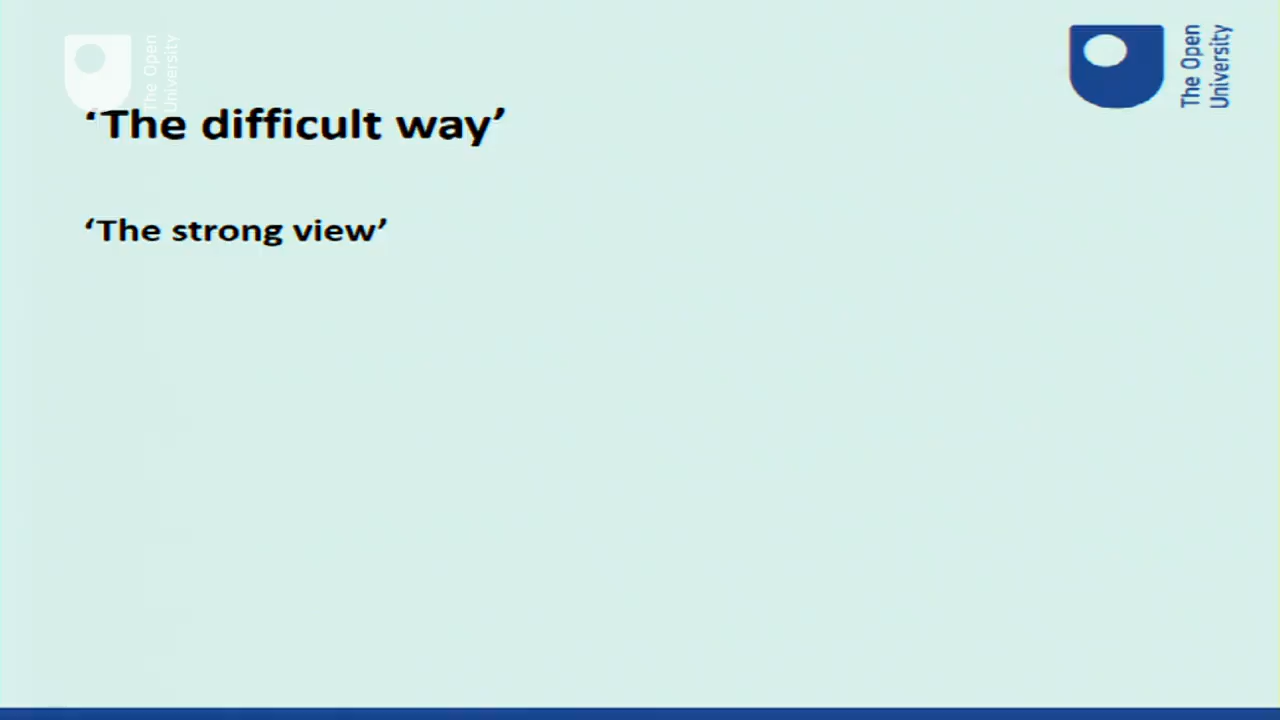 The Open
University
The Open
University
‘The difficult way’
‘The strong view’